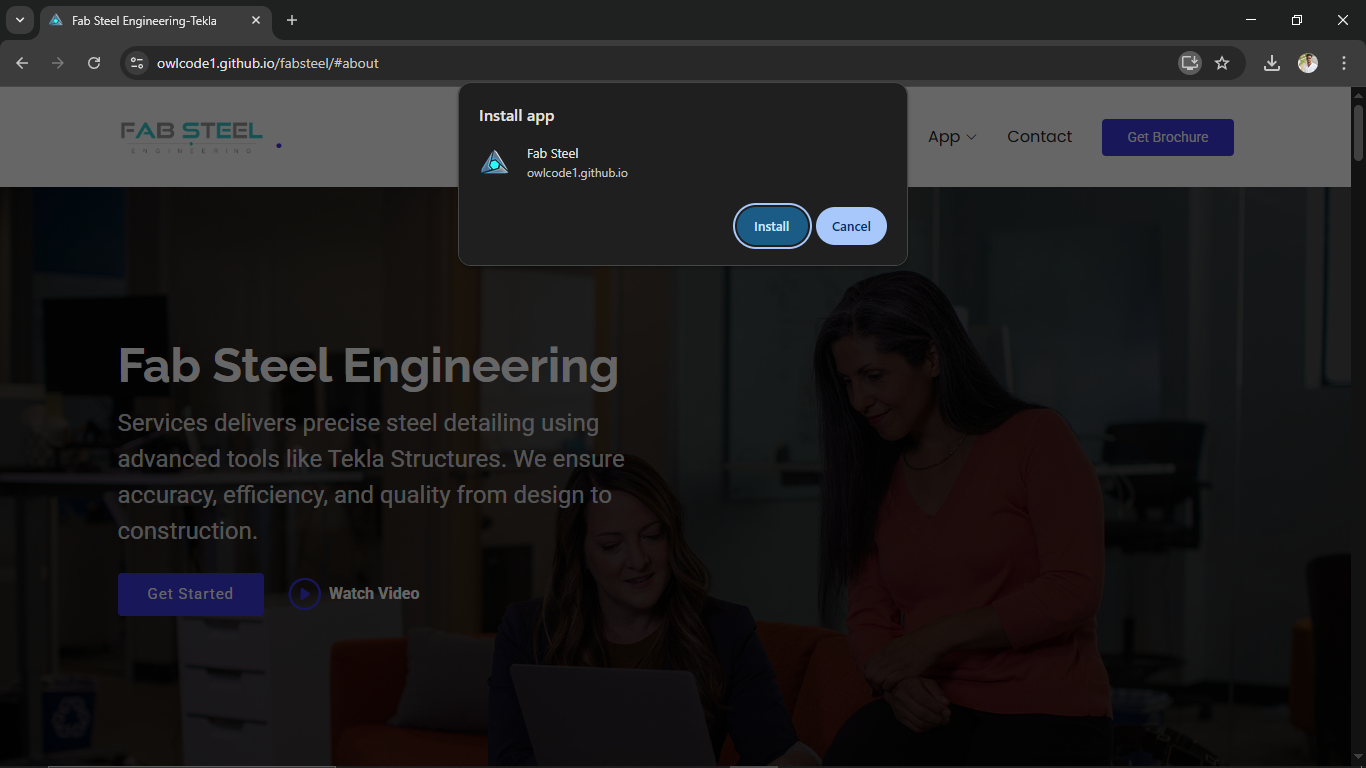 Fab Steel Engineering-Tekla
owlcode1.github.io/fabsteel/#about
Install app
Fab Steel
owlcode1.github.io
Install
Cancel
FAB STEEL
ENGINEERING
App
Contact
Get Brochure
Fab Steel Engineering
Services delivers precise steel detailing using
advanced tools like Tekla Structures. We ensure
accuracy, efficiency, and quality from design to
construction.
Get Started
Watch Video